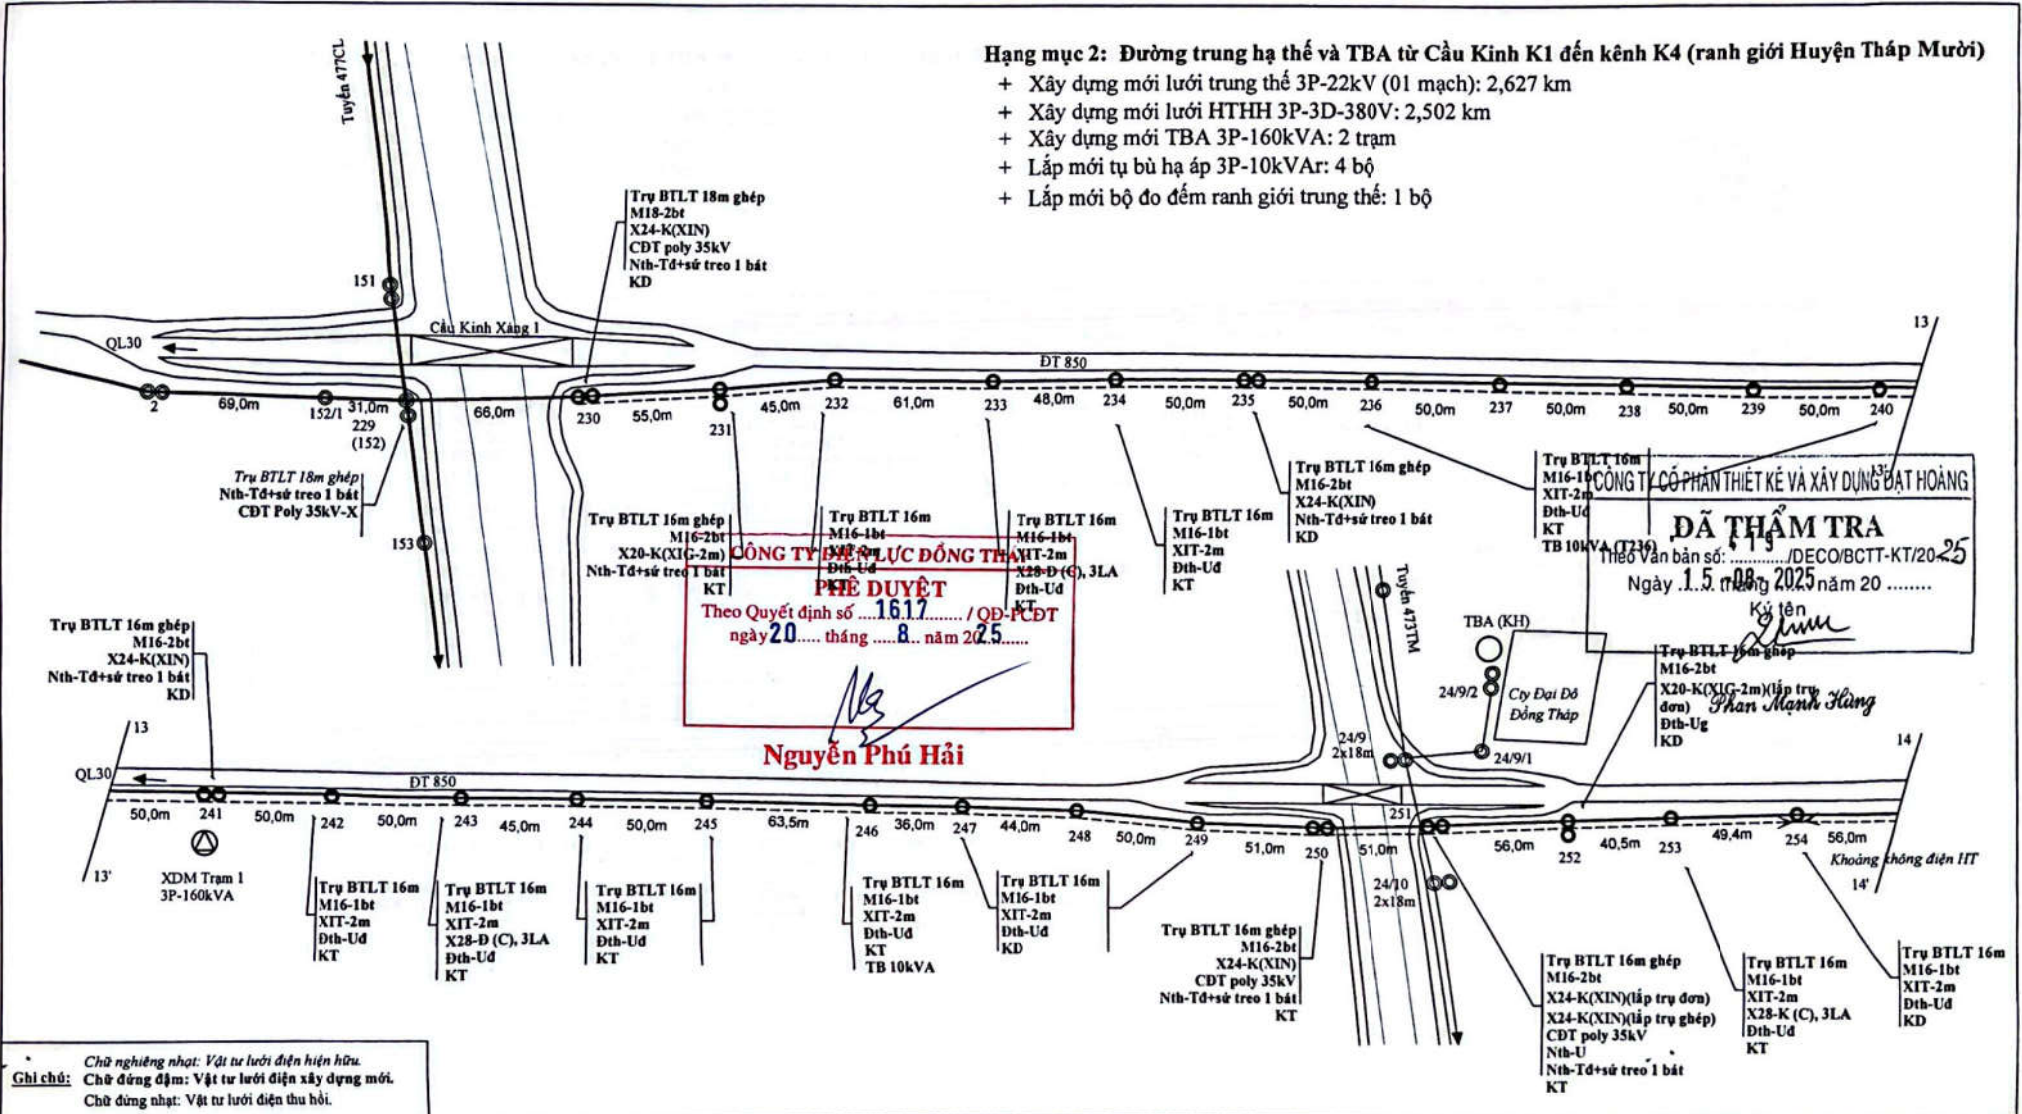 Hạng mục 2: Đường trung hạ thế và TBA từ Cầu Kinh K1 đến kênh K4 (ranh giới Huyện Tháp Mười)
+ Xây dựng mới lưới trung thế 3P-22kV (01 mạch): 2,627 km
+ Xây dựng mới lưới HTHH 3P-3D-380V: 2,502 km
+ Xây dựng mới TBA 3P-160kVA: 2 trạm
+ Lắp mới tụ bù hạ áp 3P-10kVAr: 4 bộ
+ Lắp mới bộ đo đếm ranh giới trung thế: 1 bộ
Tuyến 477CL
Trụ BTLT 18m ghép
M18-2bt
X24-K(XIN)
CĐT poly 35kV
Nth-Tđ+sứ treo 1 bát
KD
151
Cầu Kinh Xáng 1
QL30
ĐT 850
13
2
69,0m
152/1
31,0m
229
(152)
66,0m
230
55,0m
231
45,0m
232
61,0m
233
48,0m
234
50,0m
235
50,0m
236
50,0m
237
50,0m
238
50,0m
239
50,0m
240
13'
Trụ BTLT 18m ghép
Nth-Tđ+sứ treo 1 bát
CĐT Poly 35kV-X
153
Trụ BTLT 16m ghép
M16-2bt
X20-K(XIG-2m)
Nth-Tđ+sứ treo 1 bát
KT
Trụ BTLT 16m
M16-1bt
XIT-2m
Đth-Uđ
KT
Trụ BTLT 16m
M16-1bt
XIT-2m
X28-Đ (C), 3LA
Đth-Uđ
KT
Trụ BTLT 16m
M16-1bt
XIT-2m
Đth-Uđ
KT
Trụ BTLT 16m ghép
M16-2bt
X24-K(XIN)
Nth-Tđ+sứ treo 1 bát
KD
Trụ BTLT 16m
M16-1bt
XIT-2m
Đth-Uđ
KT
TB 10kVA (T236)
CÔNG TY CỔ PHẦN THIẾT KẾ VÀ XÂY DỰNG ĐẠT HOÀNG
ĐÃ THẨM TRA
Theo Văn bản số: ............/DECO/BCTT-KT/2025
Ngày 15 tháng 08 2025 năm 20 ........
Ký tên
Phan Mạnh Hùng
CÔNG TY ĐIỆN LỰC ĐỒNG THÁP
PHÊ DUYỆT
Theo Quyết định số ....1617......... / QĐ-PCĐT
ngày 20..... tháng .....8... năm 2025......
Nguyễn Phú Hải
Tuyến 473TM
TBA (KH)
24/9/2
Cty Đại Đô
Đồng Tháp
24/9
2x18m
24/9/1
Trụ BTLT 16m ghép
M16-2bt
X20-K(XIG-2m)(lắp trụ
đơn)
Đth-Ug
KD
Trụ BTLT 16m ghép
M16-2bt
X24-K(XIN)
Nth-Tđ+sứ treo 1 bát
KD
13
QL30
ĐT 850
14
50,0m
241
50,0m
242
50,0m
243
45,0m
244
50,0m
245
63,5m
246
36,0m
247
44,0m
248
50,0m
249
51,0m
250
51,0m
251
56,0m
252
40,5m
253
49,4m
254
56,0m
Khoảng không điện HT
13'
14'
XDM Trạm 1
3P-160kVA
24/10
2x18m
Trụ BTLT 16m
M16-1bt
XIT-2m
Đth-Uđ
KT
Trụ BTLT 16m
M16-1bt
XIT-2m
X28-Đ (C), 3LA
Đth-Uđ
KT
Trụ BTLT 16m
M16-1bt
XIT-2m
Đth-Uđ
KT
Trụ BTLT 16m
M16-1bt
XIT-2m
Đth-Uđ
KT
TB 10kVA
Trụ BTLT 16m
M16-1bt
XIT-2m
Đth-Uđ
KD
Trụ BTLT 16m ghép
M16-2bt
X24-K(XIN)
CĐT poly 35kV
Nth-Tđ+sứ treo 1 bát
KT
Trụ BTLT 16m ghép
M16-2bt
X24-K(XIN)(lắp trụ đơn)
X24-K(XIN)(lắp trụ ghép)
CĐT poly 35kV
Nth-U
Nth-Tđ+sứ treo 1 bát
KT
Trụ BTLT 16m
M16-1bt
XIT-2m
X28-K (C), 3LA
Đth-Uđ
KT
Trụ BTLT 16m
M16-1bt
XIT-2m
Đth-Uđ
KD
Ghi chú:
Chữ nghiêng nhạt: Vật tư lưới điện hiện hữu.
Chữ đứng đậm: Vật tư lưới điện xây dựng mới.
Chữ đứng nhạt: Vật tư lưới điện thu hồi.